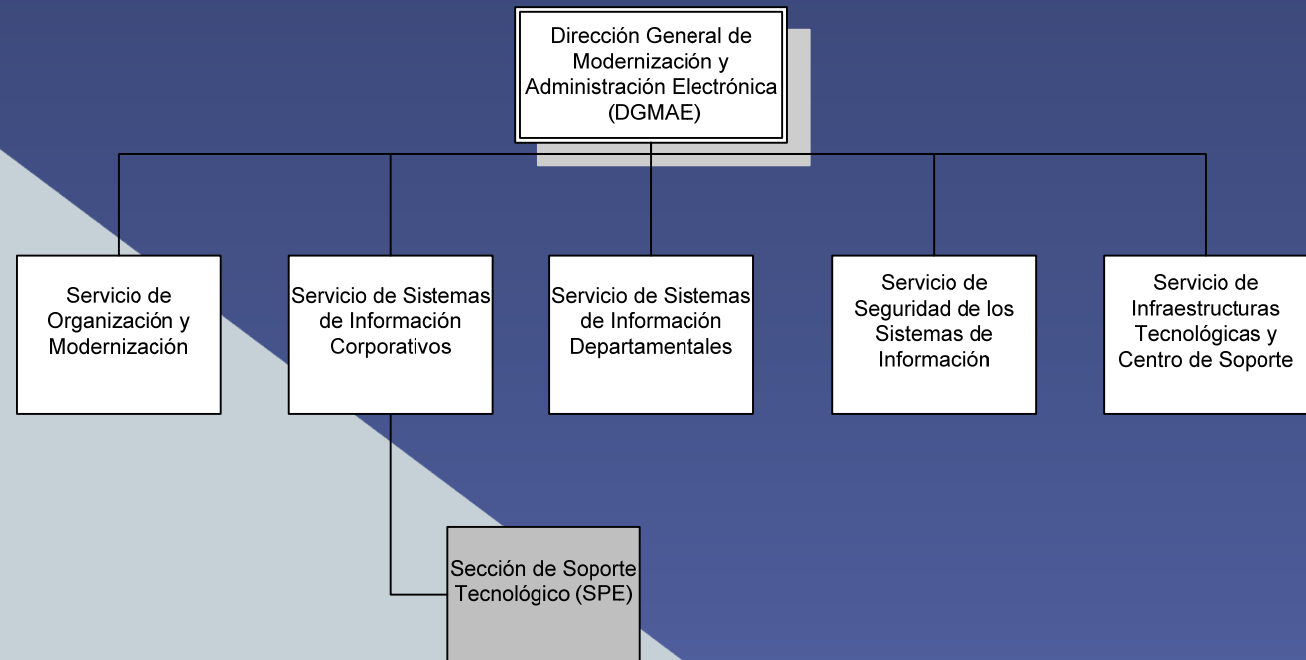 Dirección General de
Modernización y
Administración Electrónica
(DGMAE)
Servicio de
Organización y
Modernización
Servicio de Sistemas
de Información
Corporativos
Servicio de Sistemas
de Información
Departamentales
Servicio de
Seguridad de los
Sistemas de
Información
Servicio de
Infraestructuras
Tecnológicas y
Centro de Soporte
Sección de Soporte
Tecnológico (SPE)